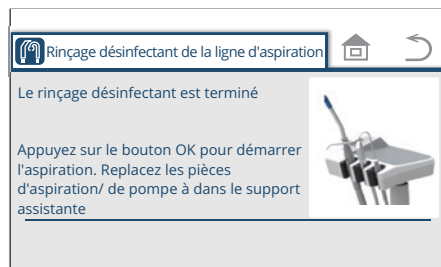 Rinçage désinfectant de la ligne d'aspiration
Le rinçage désinfectant est terminé
Appuyez sur le bouton OK pour démarrer
l'aspiration. Replacez les pièces
d'aspiration/ de pompe à dans le support
assistante